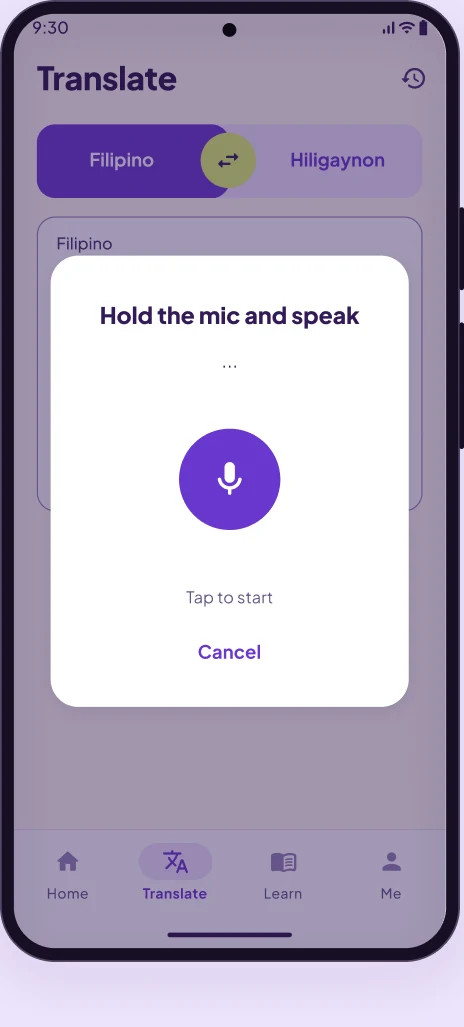 9:30
Translate
Filipino
Hiligaynon
Filipino
Hold the mic and speak
...
Tap to start
Cancel
Home
Translate
Learn
Me